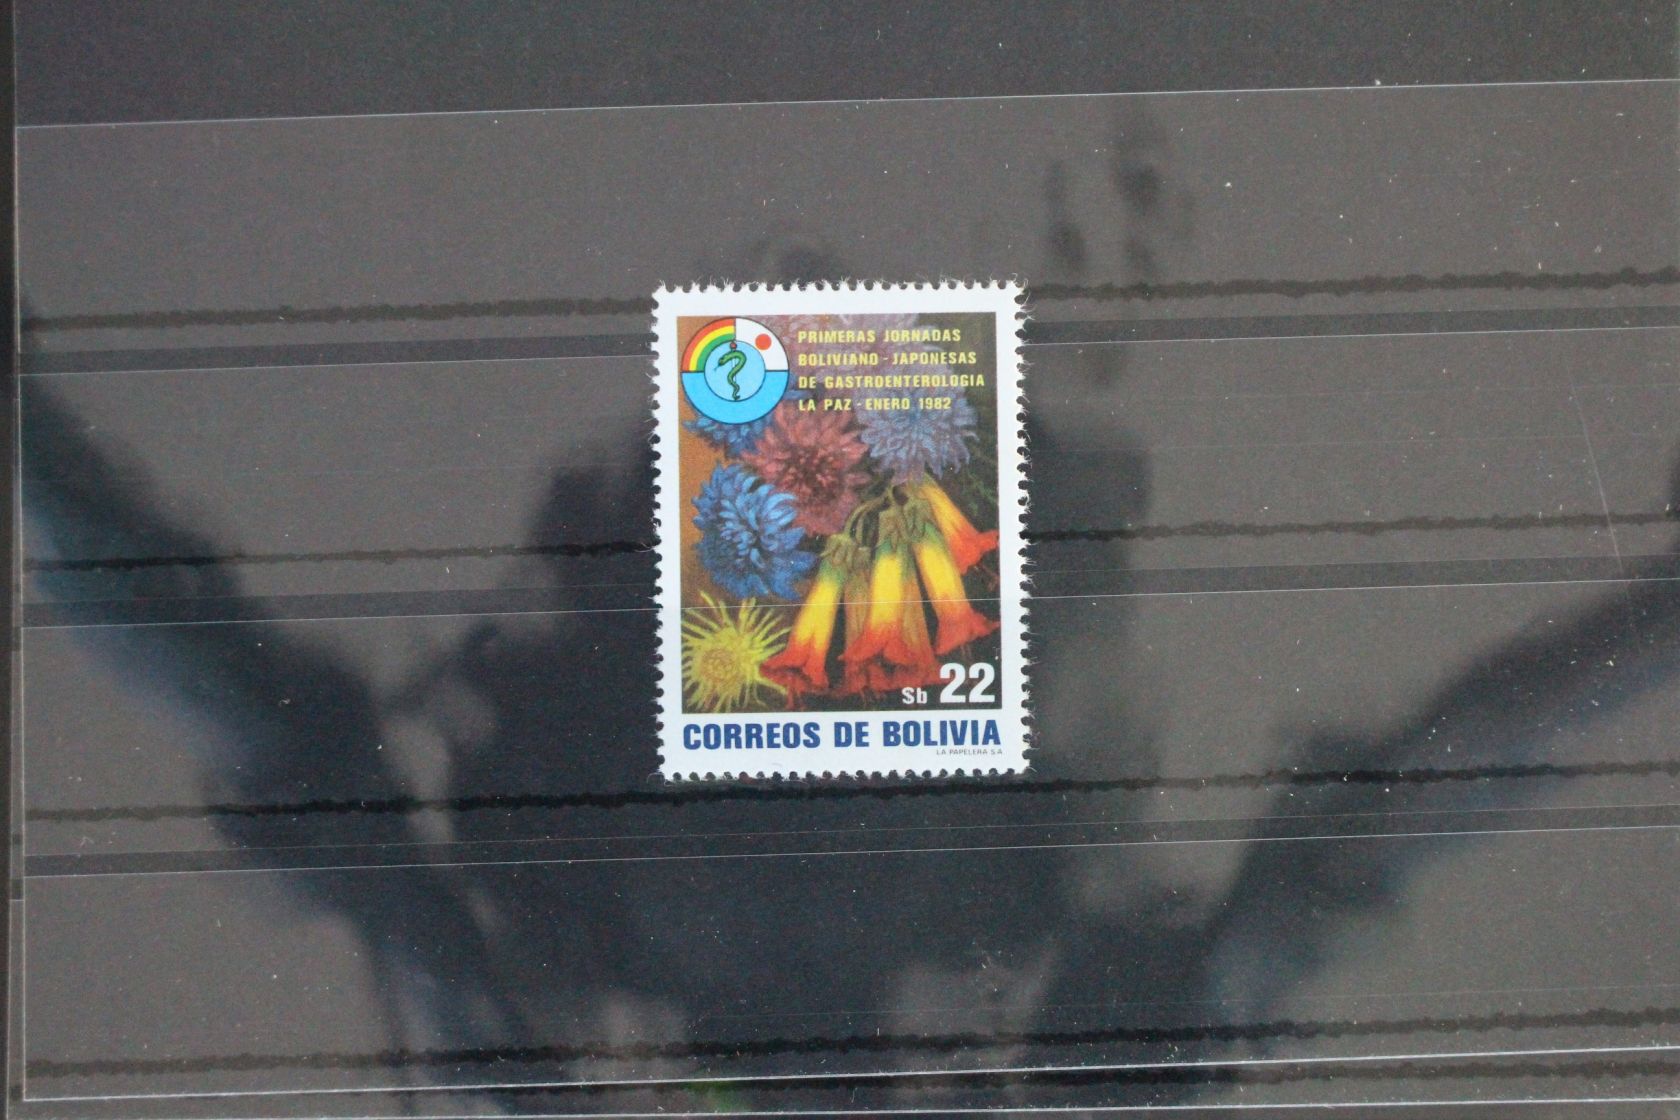 PRIMERAS JORNADAS
BOLIVIANO - JAPONESAS
DE GASTROENTEROLOGIA
LA PAZ - ENERO 1982
Sb 22
CORREOS DE BOLIVIA
LA PAPELERA S.A